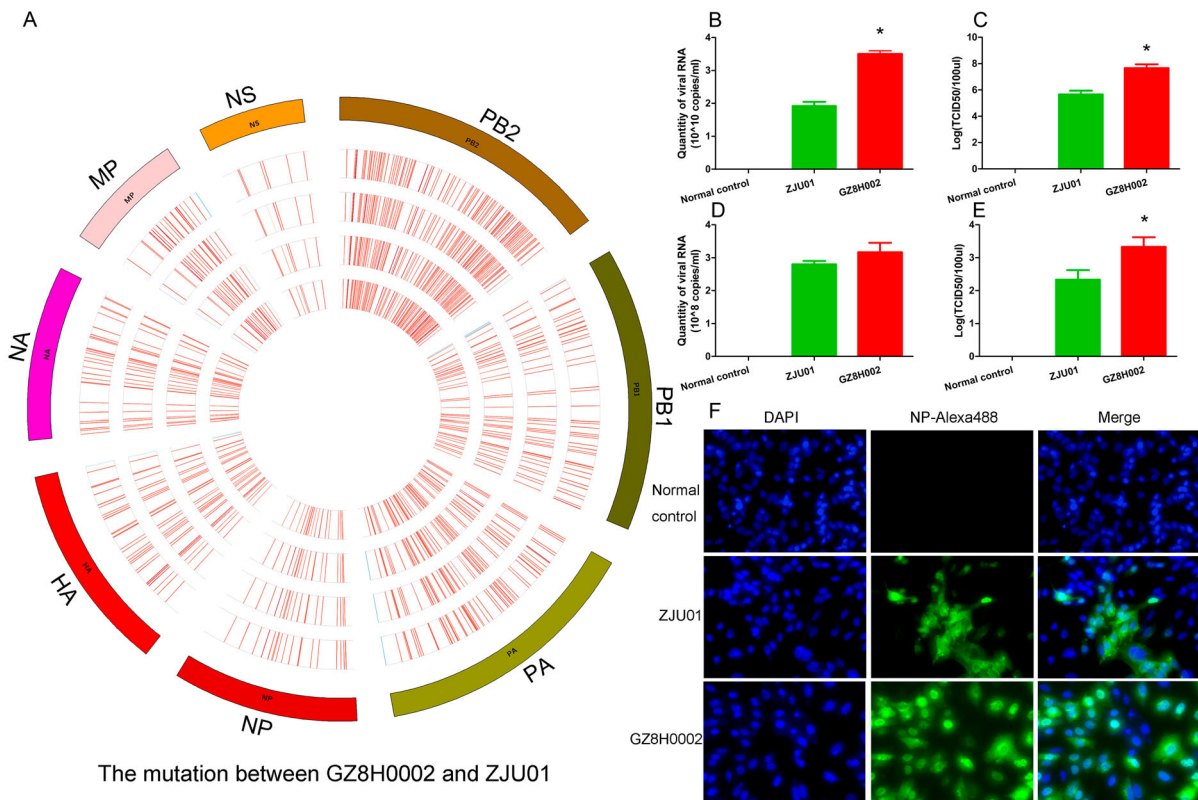 A
NS
NS
PB2
PB2
MP
MP
NA
NA
PB1
PB1
HA
HA
NP
NP
PA
PA
The mutation between GZ8H0002 and ZJU01
B
Quantitiy of viral RNA
(10^10 copies/ml)
4
3
2
1
0
*
Normal control
ZJU01
GZ8H002
C
Log(TCID50/100ul)
10
8
6
4
2
0
*
Normal control
ZJU01
GZ8H002
D
Quantitiy of viral RNA
(10^8 copies/ml)
4
3
2
1
0
Normal control
ZJU01
GZ8H002
E
Log(TCID50/100ul)
4
3
2
1
0
*
Normal control
ZJU01
GZ8H002
F
DAPI
NP-Alexa488
Merge
Normal
control
ZJU01
GZ8H0002